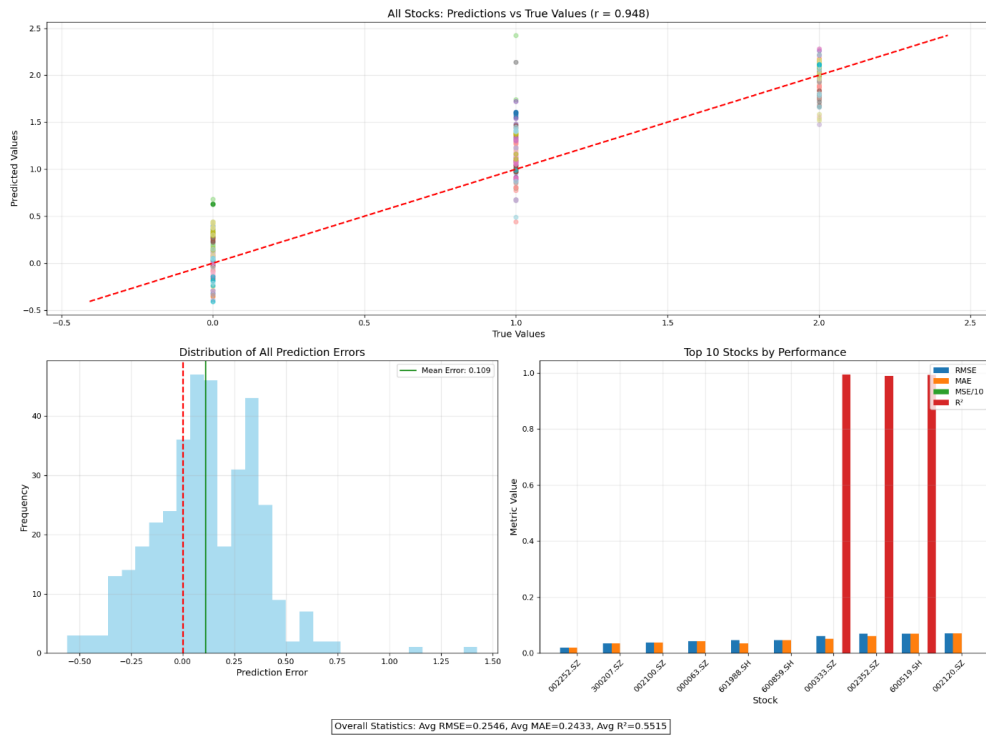 All Stocks: Predictions vs True Values (r = 0.948)
2.5
2.0
1.5
1.0
0.5
0.0
−0.5
Predicted Values
−0.5
0.0
0.5
1.0
1.5
2.0
2.5
True Values
Distribution of All Prediction Errors
Mean Error: 0.109
40
30
20
10
0
Frequency
−0.50
−0.25
0.00
0.25
0.50
0.75
1.00
1.25
1.50
Prediction Error
Top 10 Stocks by Performance
RMSE
MAE
MSE/10
R²
1.0
0.8
0.6
0.4
0.2
0.0
Metric Value
002252.SZ
300207.SZ
002100.SZ
000063.SZ
601988.SH
600859.SH
000333.SZ
002352.SZ
600519.SH
002120.SZ
Stock
Overall Statistics: Avg RMSE=0.2546, Avg MAE=0.2433, Avg R²=0.5515